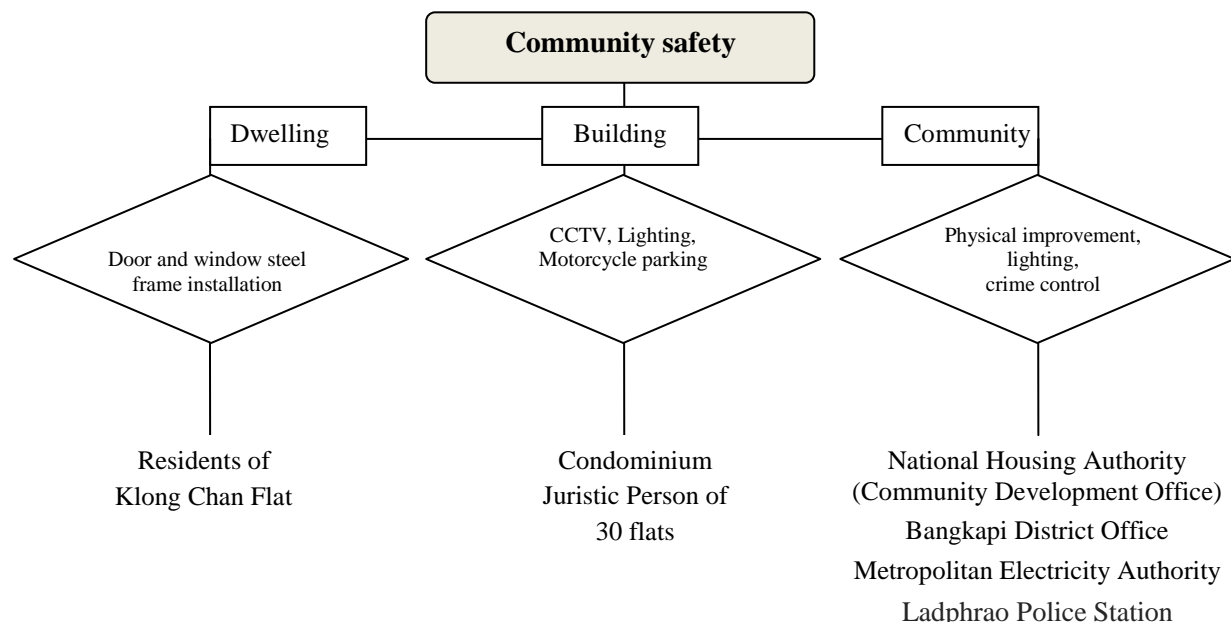 Community safety
Dwelling
Building
Community
Door and window steel
frame installation
CCTV, Lighting,
Motorcycle parking
Physical improvement,
lighting,
crime control
Residents of
Klong Chan Flat
Condominium
Juristic Person of
30 flats
National Housing Authority
(Community Development Office)
Bangkapi District Office
Metropolitan Electricity Authority
Ladphrao Police Station